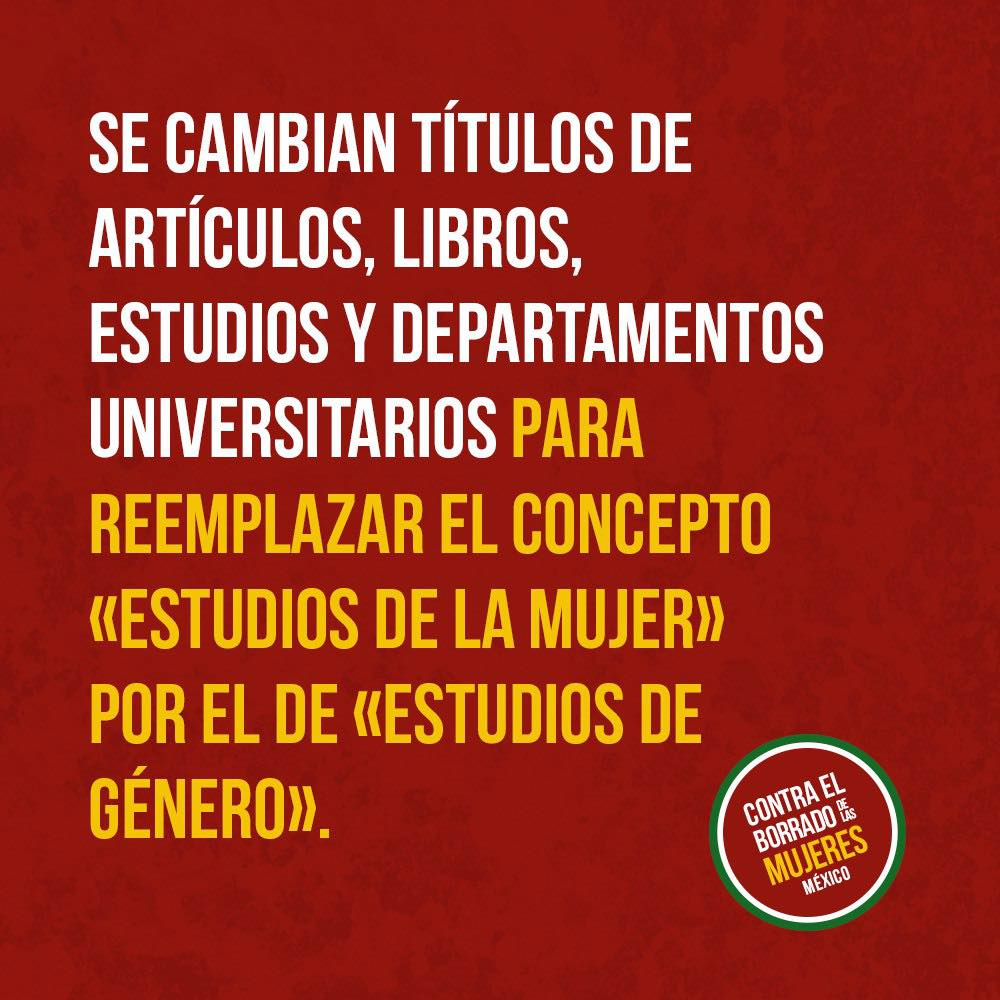 SE CAMBIAN TÍTULOS DE
ARTÍCULOS, LIBROS,
ESTUDIOS Y DEPARTAMENTOS
UNIVERSITARIOS PARA
REEMPLAZAR EL CONCEPTO
«ESTUDIOS DE LA MUJER»
POR EL DE «ESTUDIOS DE
GÉNERO».
CONTRA EL
BORRADO DE LAS
MUJERES
MÉXICO